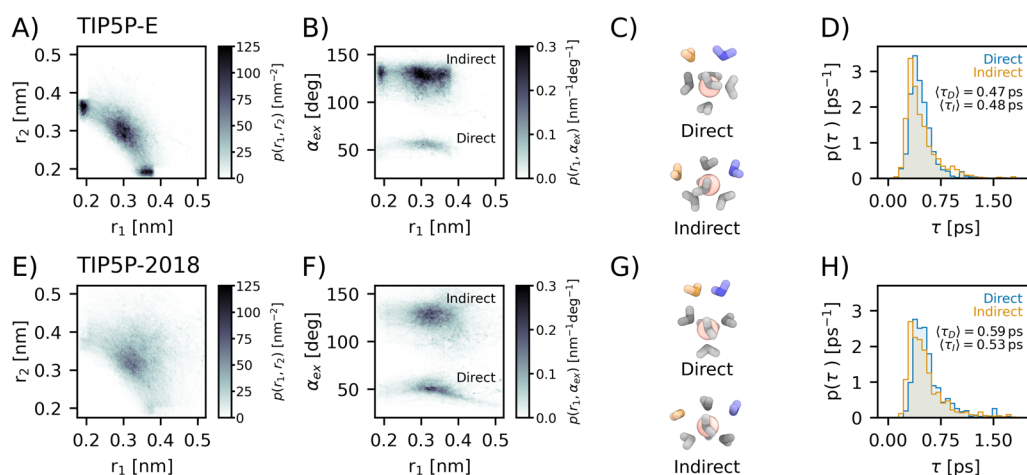 A) TIP5P-E
0.5
0.4
0.3
0.2
r₂ [nm]
0.2 0.3 0.4 0.5
r₁ [nm]
125
100
75
50
25
0
p(r₁, r₂) [nm⁻²]
B)
150
100
50
αₑₓ [deg]
Indirect
Direct
0.2 0.3 0.4 0.5
r₁ [nm]
0.3
0.2
0.1
0.0
p(r₁, αₑₓ) [nm⁻¹deg⁻¹]
C)
Direct
Indirect
D)
3
2
1
0
p(τ) [ps⁻¹]
Direct
Indirect
⟨τ_D⟩ = 0.47 ps
⟨τ_I⟩ = 0.48 ps
0.00 0.75 1.50
τ [ps]
E) TIP5P-2018
0.5
0.4
0.3
0.2
r₂ [nm]
0.2 0.3 0.4 0.5
r₁ [nm]
125
100
75
50
25
0
p(r₁, r₂) [nm⁻²]
F)
150
100
50
αₑₓ [deg]
Indirect
Direct
0.2 0.3 0.4 0.5
r₁ [nm]
0.3
0.2
0.1
0.0
p(r₁, αₑₓ) [nm⁻¹deg⁻¹]
G)
Direct
Indirect
H)
3
2
1
0
p(τ) [ps⁻¹]
Direct
Indirect
⟨τ_D⟩ = 0.59 ps
⟨τ_I⟩ = 0.53 ps
0.00 0.75 1.50
τ [ps]